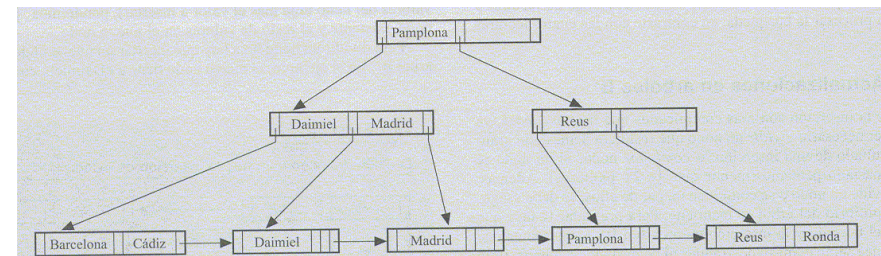 Pamplona
Daimiel Madrid
Reus
Barcelona Cádiz
Daimiel
Madrid
Pamplona
Reus Ronda